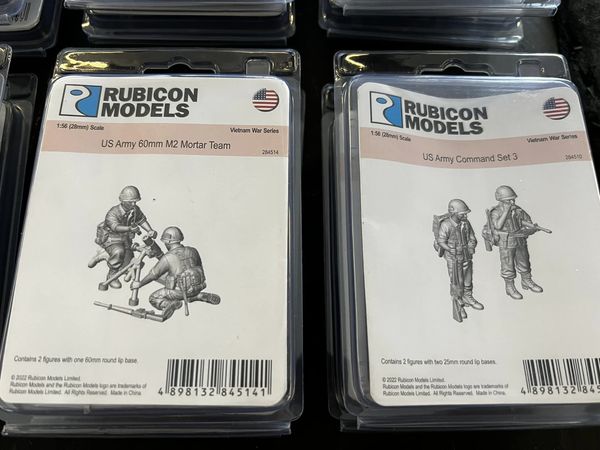 RUBICON
MODELS
1:56 (28mm) Scale
Vietnam War Series
US Army 60mm M2 Mortar Team
284514
Contains 2 figures with one 60mm round lip base.
© 2022 Rubicon Models Limited.
Rubicon Models and the Rubicon Models logo are trademarks of
Rubicon Models Limited. All Rights Reserved. Made in China.
4 898132 845141
RUBICON
MODELS
1:56 (28mm) Scale
Vietnam War Series
US Army Command Set 3
284510
Contains 2 figures with two 25mm round lip bases.
© 2022 Rubicon Models Limited.
Rubicon Models and the Rubicon Models logo are trademarks of
Rubicon Models Limited. All Rights Reserved. Made in China.
4 898132 8451